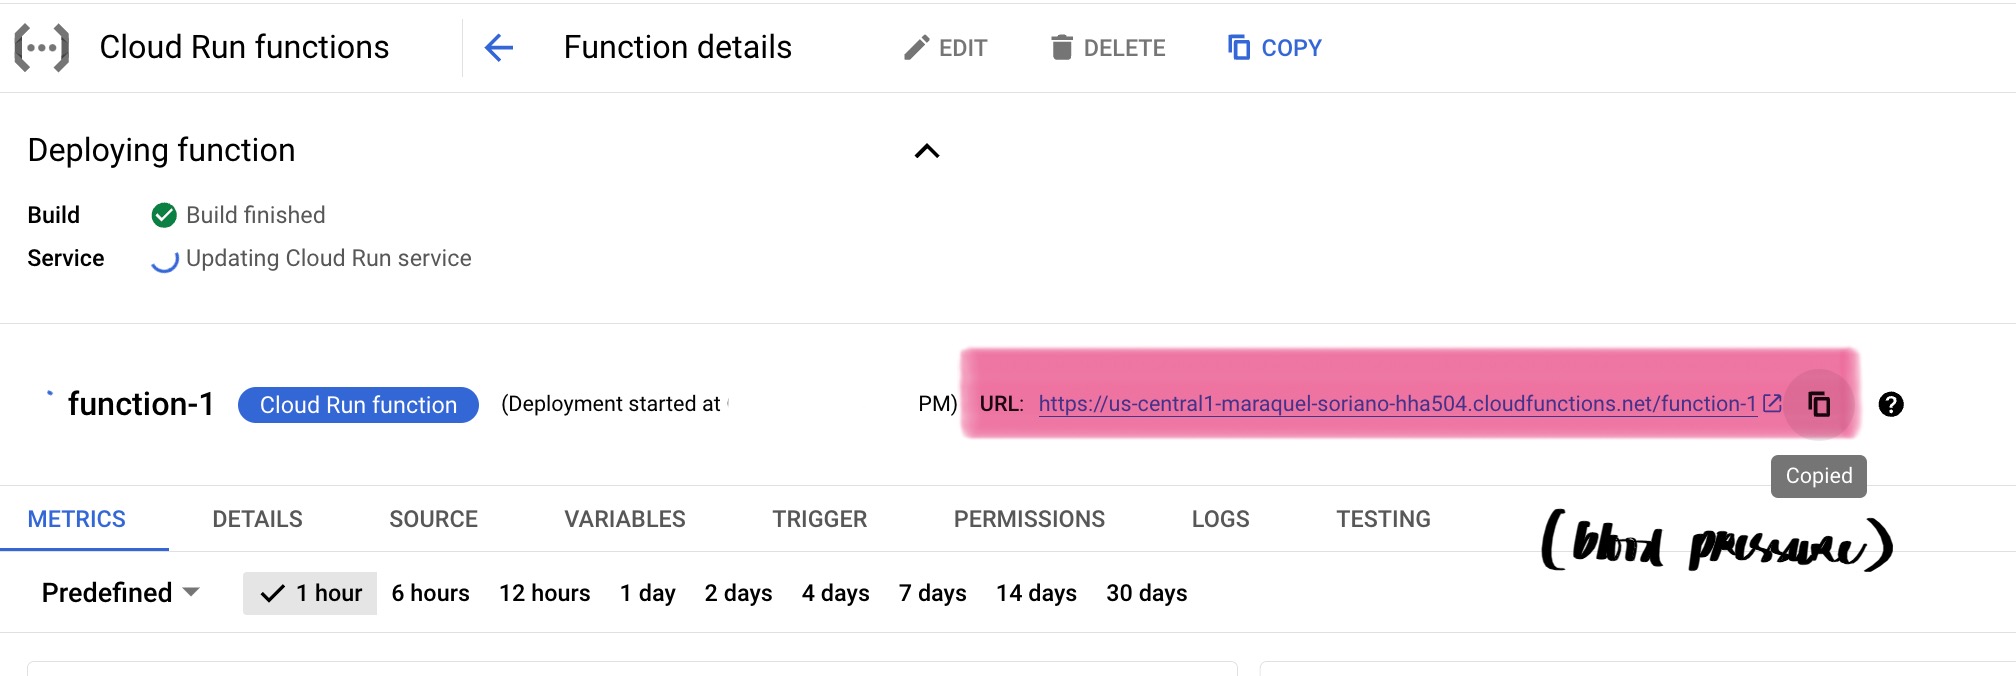 Cloud Run functions
Function details
EDIT
DELETE
COPY
Deploying function
Build
Build finished
Service
Updating Cloud Run service
function-1
Cloud Run function
(Deployment started at
PM)
URL: https://us-central1-maraquel-soriano-hha504.cloudfunctions.net/function-1
Copied
METRICS
DETAILS
SOURCE
VARIABLES
TRIGGER
PERMISSIONS
LOGS
TESTING
(blood pressure)
Predefined
1 hour
6 hours
12 hours
1 day
2 days
4 days
7 days
14 days
30 days